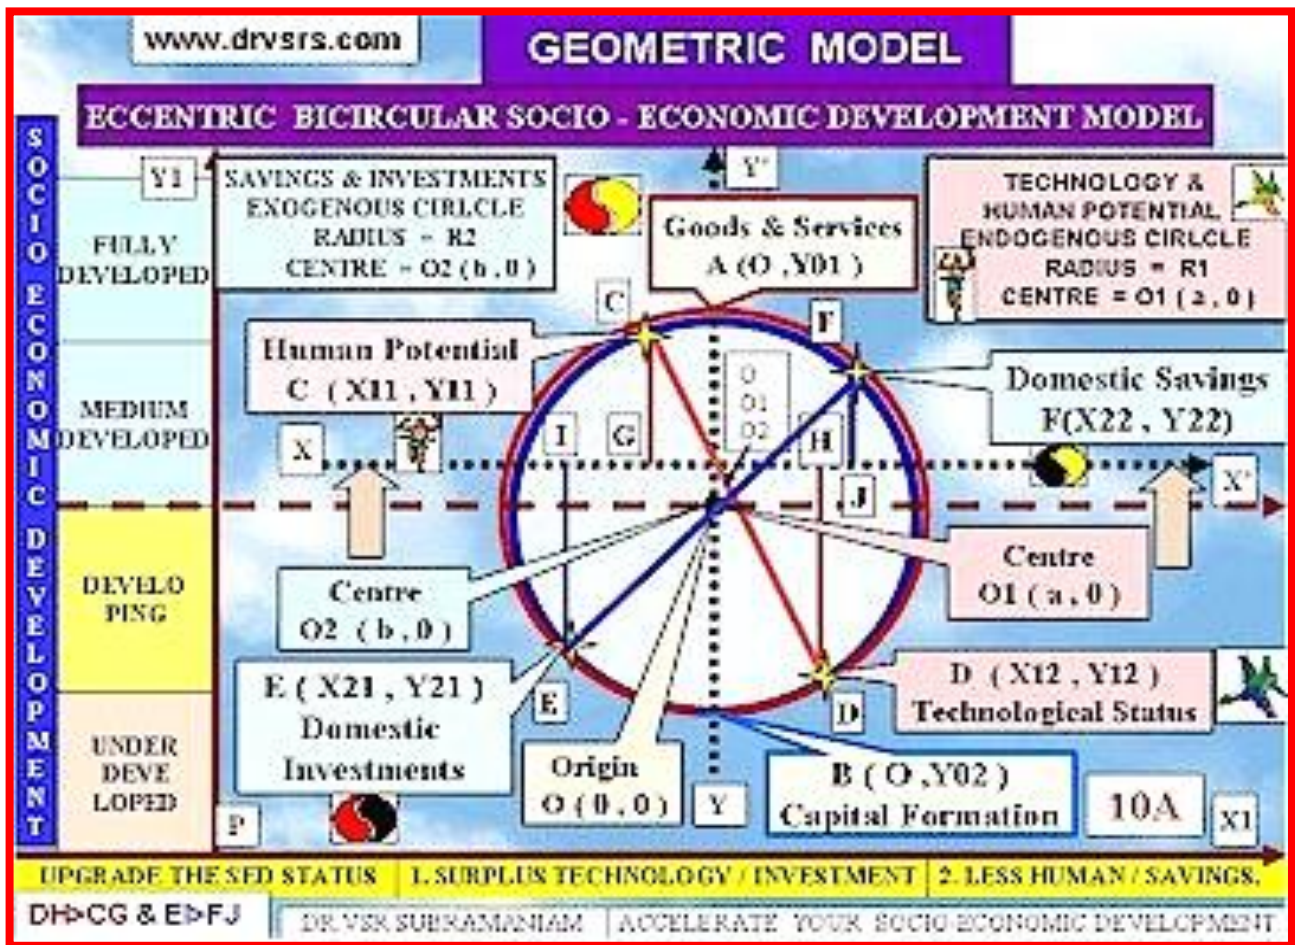 www.drvsrs.com
GEOMETRIC MODEL
ECCENTRIC BICIRCULAR SOCIO - ECONOMIC DEVELOPMENT MODEL
SOCIO ECONOMIC DEVELOPMENT
Y1
FULLY
DEVELOPED
MEDIUM
DEVELOPED
DEVELO
PING
UNDER
DEVE
LOPED
SAVINGS & INVESTMENTS
EXOGENOUS CIRLCLE
RADIUS = R2
CENTRE = O2 ( b , 0 )
Y'
Goods & Services
A ( O , Y01 )
TECHNOLOGY &
HUMAN POTENTIAL
ENDOGENOUS CIRLCLE
RADIUS = R1
CENTRE = O1 ( a , 0 )
C
F
Human Potential
C ( X11 , Y11 )
O
O1
O2
Domestic Savings
F(X22 , Y22)
X
I
G
H
J
X'
Centre
O2 ( b , 0 )
Centre
O1 ( a , 0 )
E ( X21 , Y21 )
Domestic
Investments
E
D
D ( X12 , Y12 )
Technological Status
Origin
O ( 0 , 0 )
Y
B ( O , Y02 )
Capital Formation
10A
X1
P
UPGRADE THE SED STATUS 1. SURPLUS TECHNOLOGY / INVESTMENT 2. LESS HUMAN / SAVINGS.
DH>CG & EI>FJ
DR VSR SUBRAMANIAM ACCELERATE YOUR SOCIO ECONOMIC DEVELOPMENT